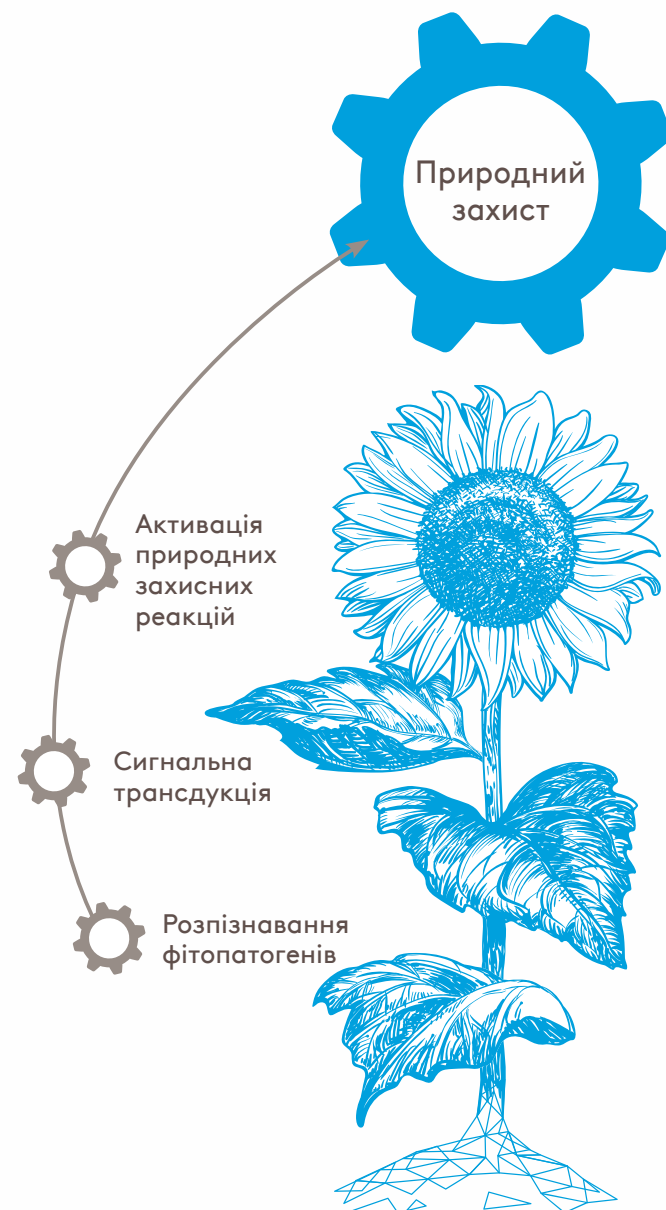 Природний
захист
Активація
природних
захисних
реакцій
Сигнальна
трансдукція
Розпізнавання
фітопатогенів